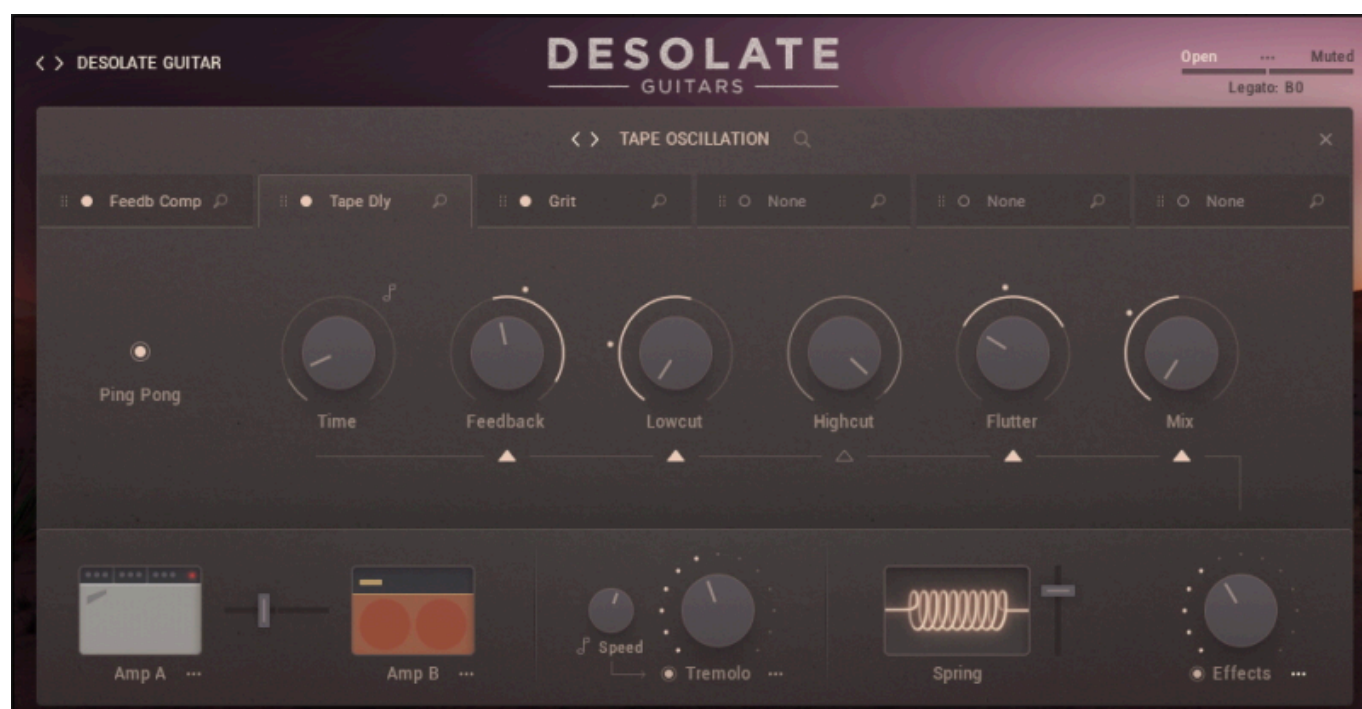 DESOLATE GUITAR
DESOLATE
GUITARS
Open ... Muted
Legato: B0
TAPE OSCILLATION
Feedb Comp
Tape Dly
Grit
None
None
None
Ping Pong
Time
Feedback
Lowcut
Highcut
Flutter
Mix
Amp A ...
Amp B ...
Speed
Tremolo ...
Spring
Effects ...